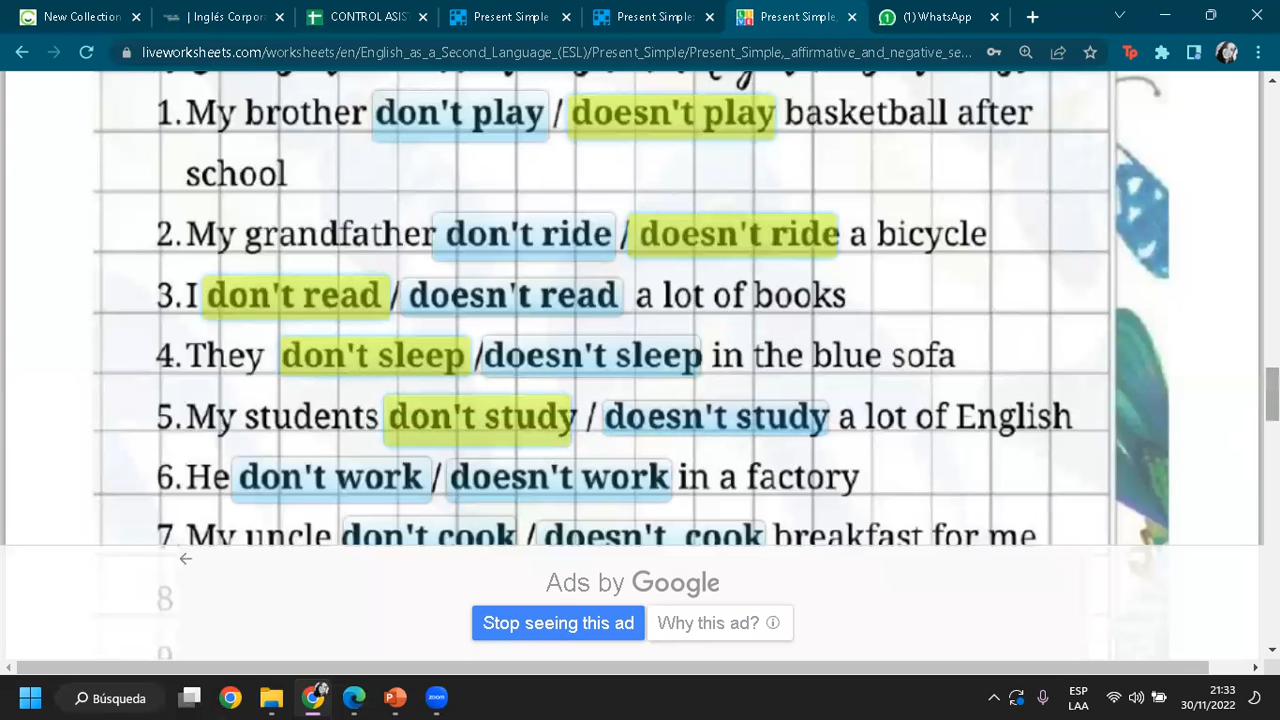 New Collection
| Inglés Corpora
CONTROL ASIS
Present Simple
Present Simple:
Present Simple,
(1) WhatsApp
liveworksheets.com/worksheets/en/English_as_a_Second_Language_(ESL)/Present_Simple/Present_Simple,_affirmative_and_negative_se...
1. My brother don't play / doesn't play basketball after
school
2. My grandfather don't ride / doesn't ride a bicycle
3. I don't read / doesn't read a lot of books
4. They don't sleep / doesn't sleep in the blue sofa
5. My students don't study / doesn't study a lot of English
6. He don't work / doesn't work in a factory
7. My uncle don't cook / doesn't cook breakfast for me
8
9
Ads by Google
Stop seeing this ad
Why this ad?
Búsqueda
zoom
ESP
LAA
21:33
30/11/2022